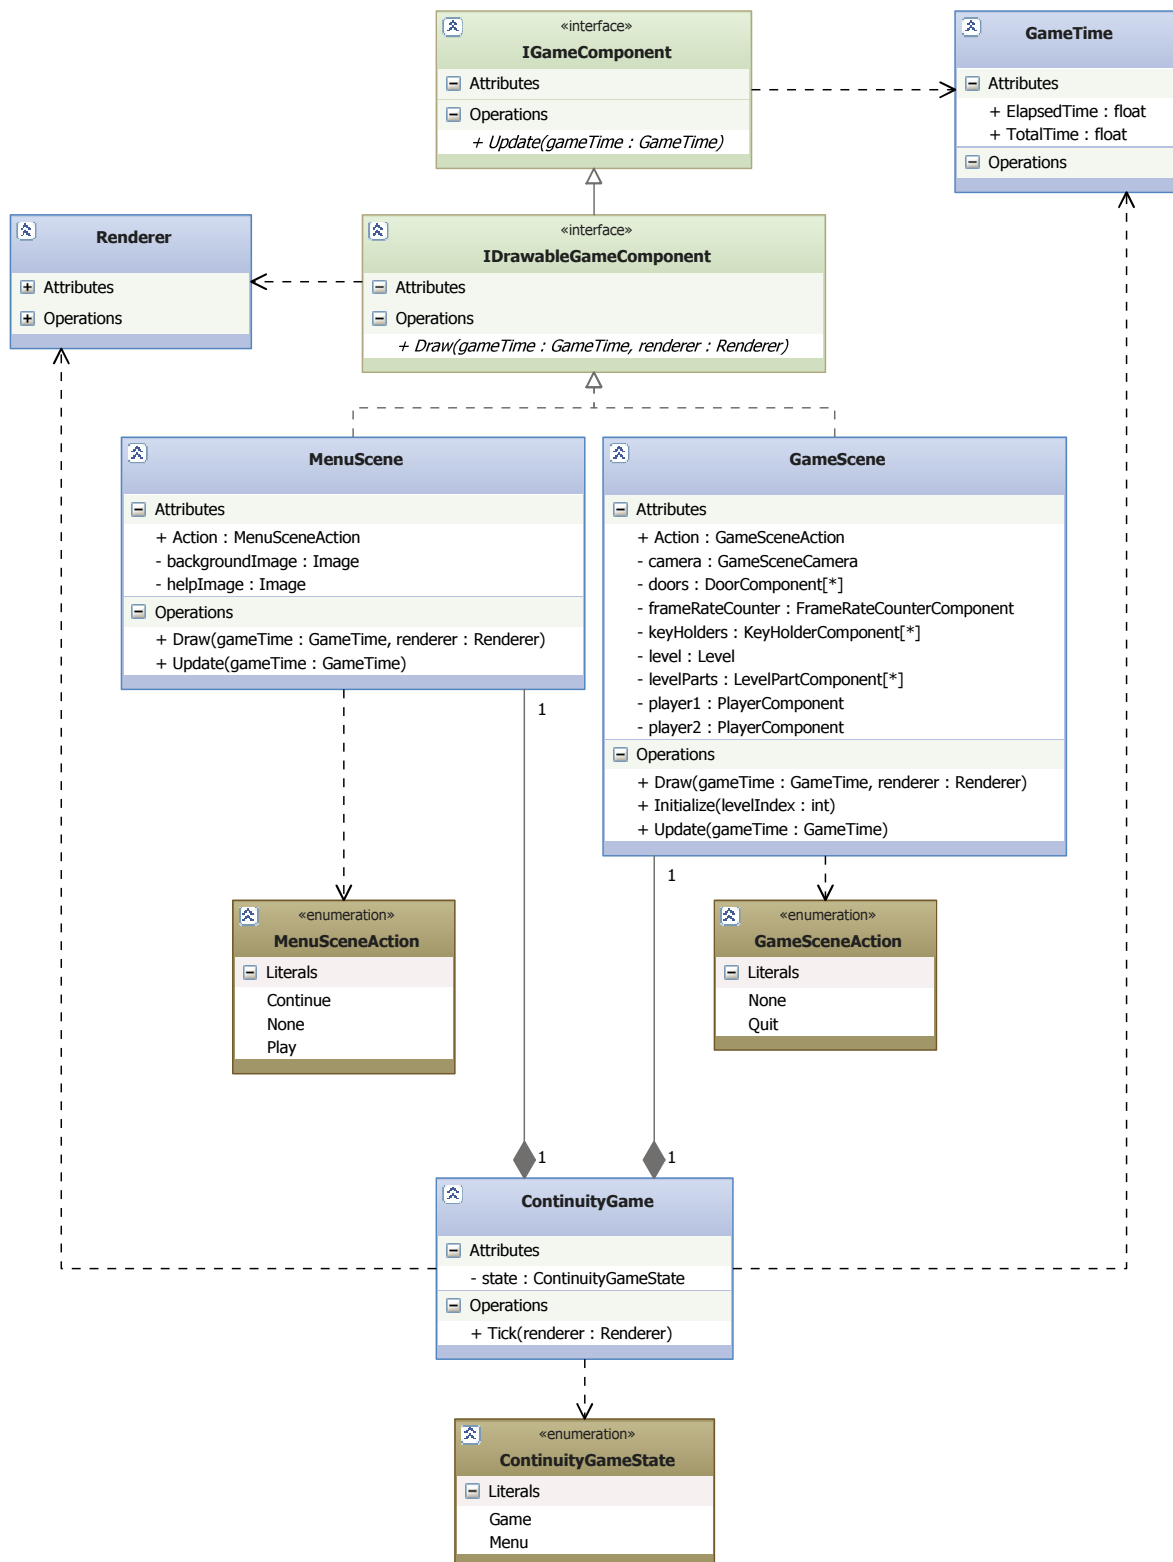 «interface»
IGameComponent
Attributes
Operations
+ Update(gameTime : GameTime)
GameTime
Attributes
+ ElapsedTime : float
+ TotalTime : float
Operations
Renderer
Attributes
Operations
«interface»
IDrawableGameComponent
Attributes
Operations
+ Draw(gameTime : GameTime, renderer : Renderer)
MenuScene
Attributes
+ Action : MenuSceneAction
- backgroundImage : Image
- helpImage : Image
Operations
+ Draw(gameTime : GameTime, renderer : Renderer)
+ Update(gameTime : GameTime)
1
GameScene
Attributes
+ Action : GameSceneAction
- camera : GameSceneCamera
- doors : DoorComponent[*]
- frameRateCounter : FrameRateCounterComponent
- keyHolders : KeyHolderComponent[*]
- level : Level
- levelParts : LevelPartComponent[*]
- player1 : PlayerComponent
- player2 : PlayerComponent
Operations
+ Draw(gameTime : GameTime, renderer : Renderer)
+ Initialize(levelIndex : int)
+ Update(gameTime : GameTime)
1
«enumeration»
MenuSceneAction
Literals
Continue
None
Play
«enumeration»
GameSceneAction
Literals
None
Quit
1
1
ContinuityGame
Attributes
- state : ContinuityGameState
Operations
+ Tick(renderer : Renderer)
«enumeration»
ContinuityGameState
Literals
Game
Menu